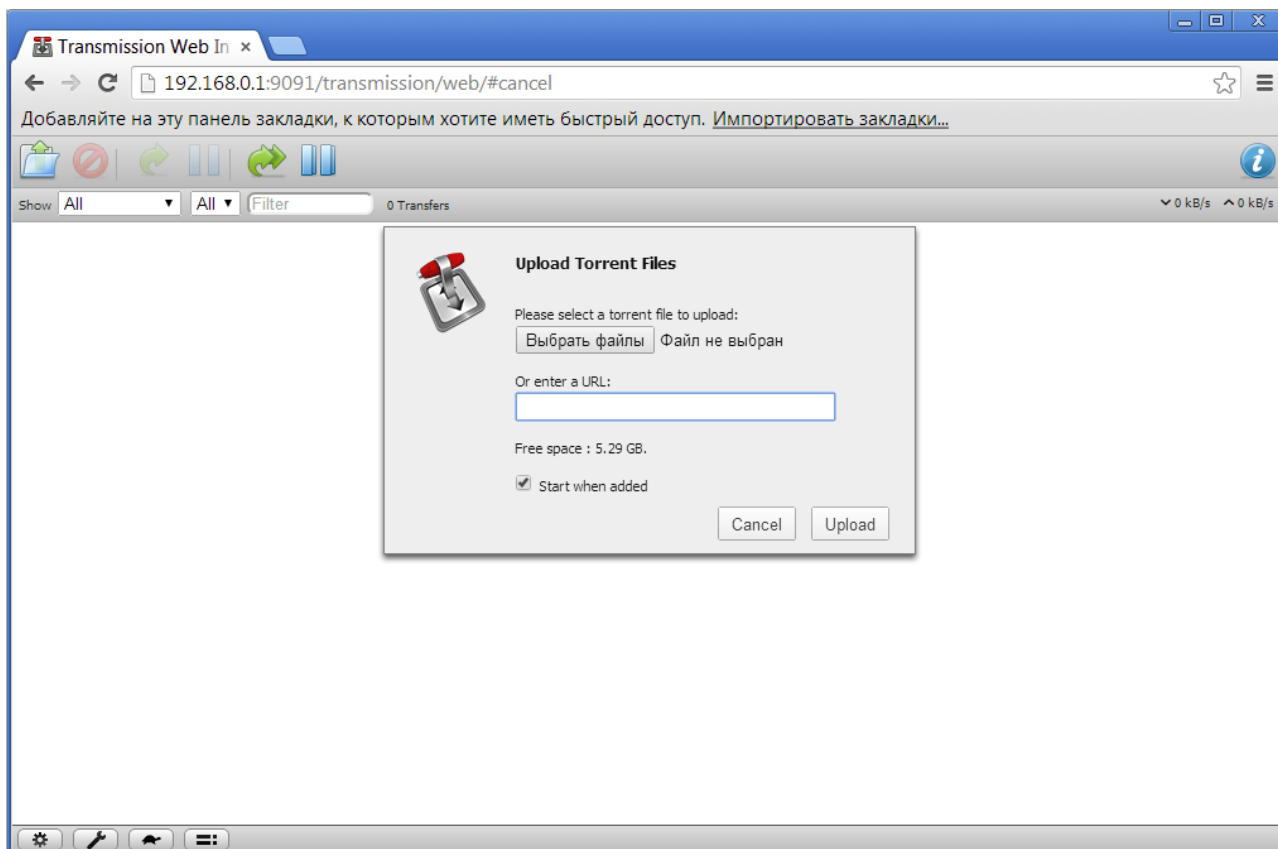 Transmission Web In
192.168.0.1:9091/transmission/web/#cancel
Добавляйте на эту панель закладки, к которым хотите иметь быстрый доступ. Импортировать закладки...
Show All All Filter 0 Transfers 0 kB/s 0 kB/s
Upload Torrent Files
Please select a torrent file to upload:
Выбрать файлы Файл не выбран
Or enter a URL:
Free space : 5.29 GB.
Start when added
Cancel Upload